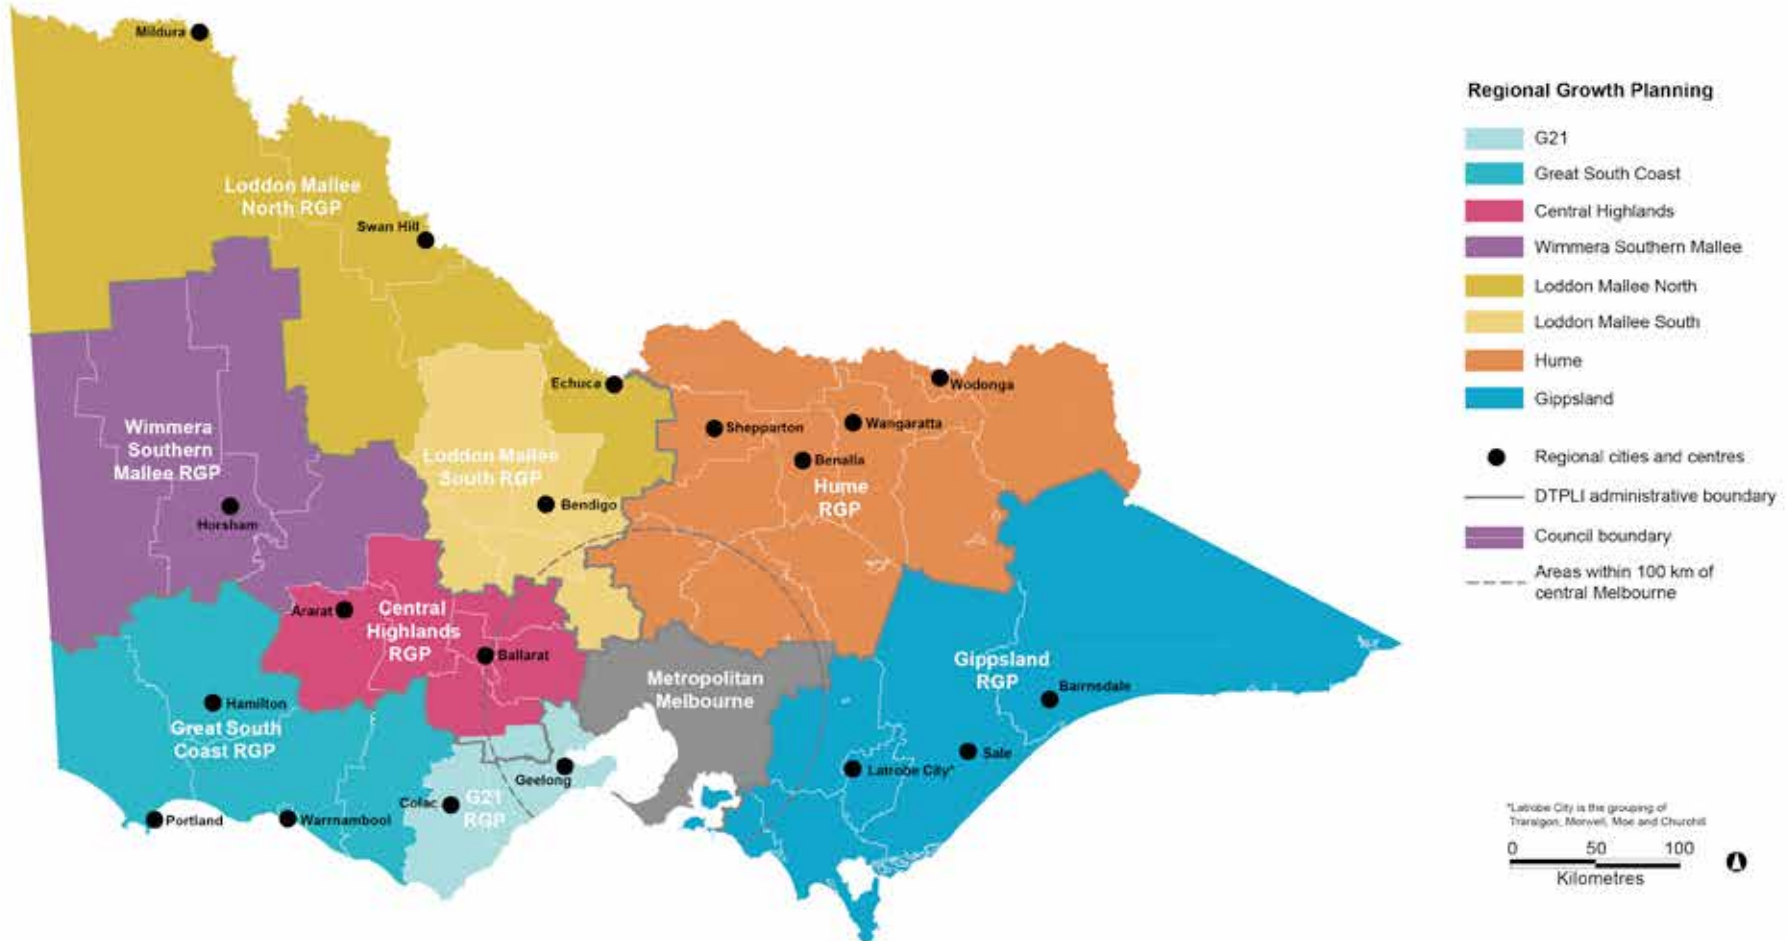 Mildura
Loddon Mallee
North RGP
Swan Hill
Echuca
Wodonga
Shepparton
Wangaratta
Benalla
Hume
RGP
Wimmera
Southern
Mallee RGP
Loddon Mallee
South RGP
Bendigo
Horsham
Ararat
Central
Highlands
RGP
Ballarat
Metropolitan
Melbourne
Gippsland
RGP
Bairnsdale
Hamilton
Great South
Coast RGP
Sale
Latrobe City*
Geelong
Colac
G21
RGP
Portland
Warrnambool
Regional Growth Planning
G21
Great South Coast
Central Highlands
Wimmera Southern Mallee
Loddon Mallee North
Loddon Mallee South
Hume
Gippsland
Regional cities and centres
DTPLI administrative boundary
Council boundary
Areas within 100 km of
central Melbourne
*Latrobe City is the grouping of
Traralgon, Morwell, Moe and Churchill
0 50 100
Kilometres